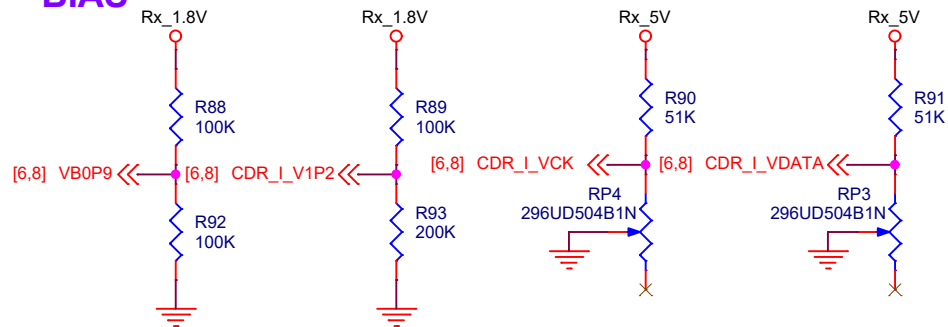 BIAS
Rx_1.8V
Rx_1.8V
Rx_5V
Rx_5V
R88
100K
R89
100K
R90
51K
R91
51K
[6,8] VB0P9
[6,8] CDR_I_V1P2
[6,8] CDR_I_VCK
[6,8] CDR_I_VDATA
R92
100K
R93
200K
RP4
296UD504B1N
RP3
296UD504B1N